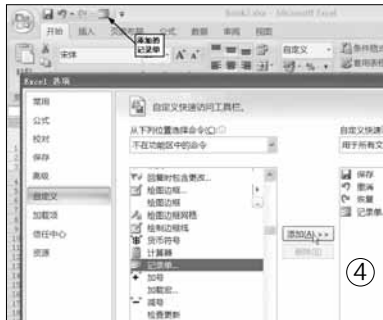 Book1.xlsx - Microsoft Excel
开始 插入 公式 数据 审阅 视图
添加的
记录单
宋体
自定义
条件格式
Excel 选项
常用
公式
校对
保存
高级
自定义
加载项
信任中心
资源
自定义快速访问工具栏。
从下列位置选择命令(C):
不在功能区中的命令
自定义快速
用于所有文
回复时包含更改...
绘图边框...
绘图边框
绘图边框网格
绘制边框线
货币符号
计算器
记录单...
加号
加载宏...
减号
检查更新
添加(A) >>
删除(R)
保存
撤消
恢复
记录单
④